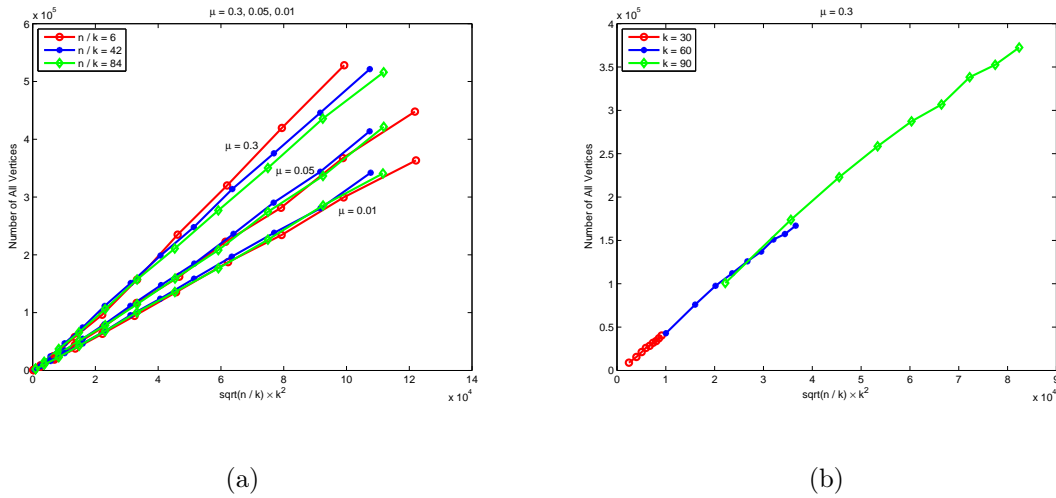 μ = 0.3, 0.05, 0.01
x 10^5
n / k = 6
n / k = 42
n / k = 84
6
5
4
3
2
1
0
Number of All Vertices
μ = 0.3
μ = 0.05
μ = 0.01
0 2 4 6 8 10 12 14
x 10^4
sqrt(n / k) × k^2
(a)
μ = 0.3
x 10^5
k = 30
k = 60
k = 90
4
3.5
3
2.5
2
1.5
1
0.5
0
Number of All Vertices
0 1 2 3 4 5 6 7 8 9
x 10^4
sqrt(n / k) × k^2
(b)